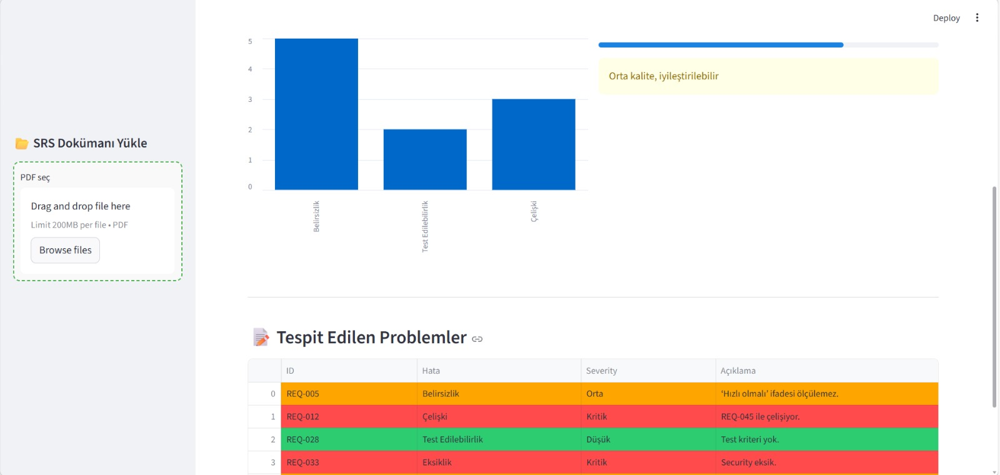 Deploy
5
4
3
2
1
0
Belirsizlik
Test Edilebilirlik
Çelişki
Orta kalite, iyileştirilebilir
SRS Dokümanı Yükle
PDF seç
Drag and drop file here
Limit 200MB per file • PDF
Browse files
Tespit Edilen Problemler
ID Hata Severity Açıklama
0 REQ-005 Belirsizlik Orta ‘Hızlı olmalı’ ifadesi ölçülemez.
1 REQ-012 Çelişki Kritik REQ-045 ile çelişiyor.
2 REQ-028 Test Edilebilirlik Düşük Test kriteri yok.
3 REQ-033 Eksiklik Kritik Security eksik.